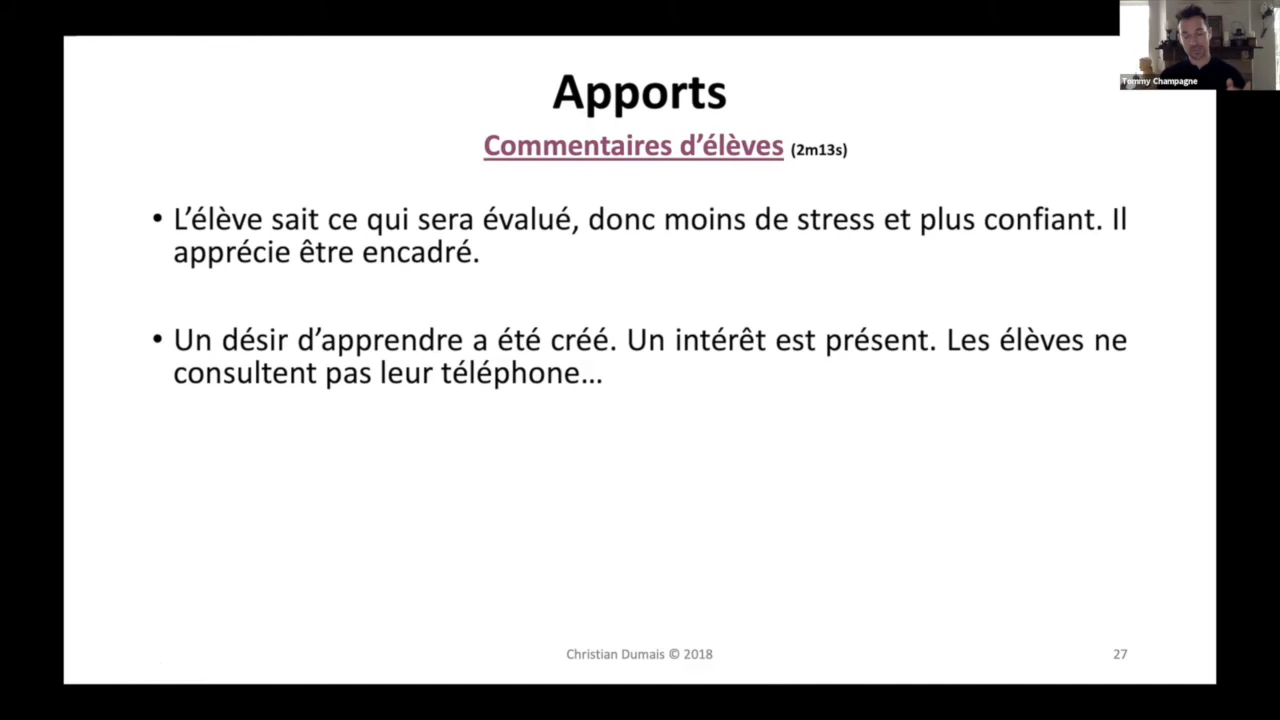 Apports
Commentaires d'élèves (2m13s)
Tommy Champagne
• L'élève sait ce qui sera évalué, donc moins de stress et plus confiant. Il
apprécie être encadré.
• Un désir d'apprendre a été créé. Un intérêt est présent. Les élèves ne
consultent pas leur téléphone…
Christian Dumais © 2018
27